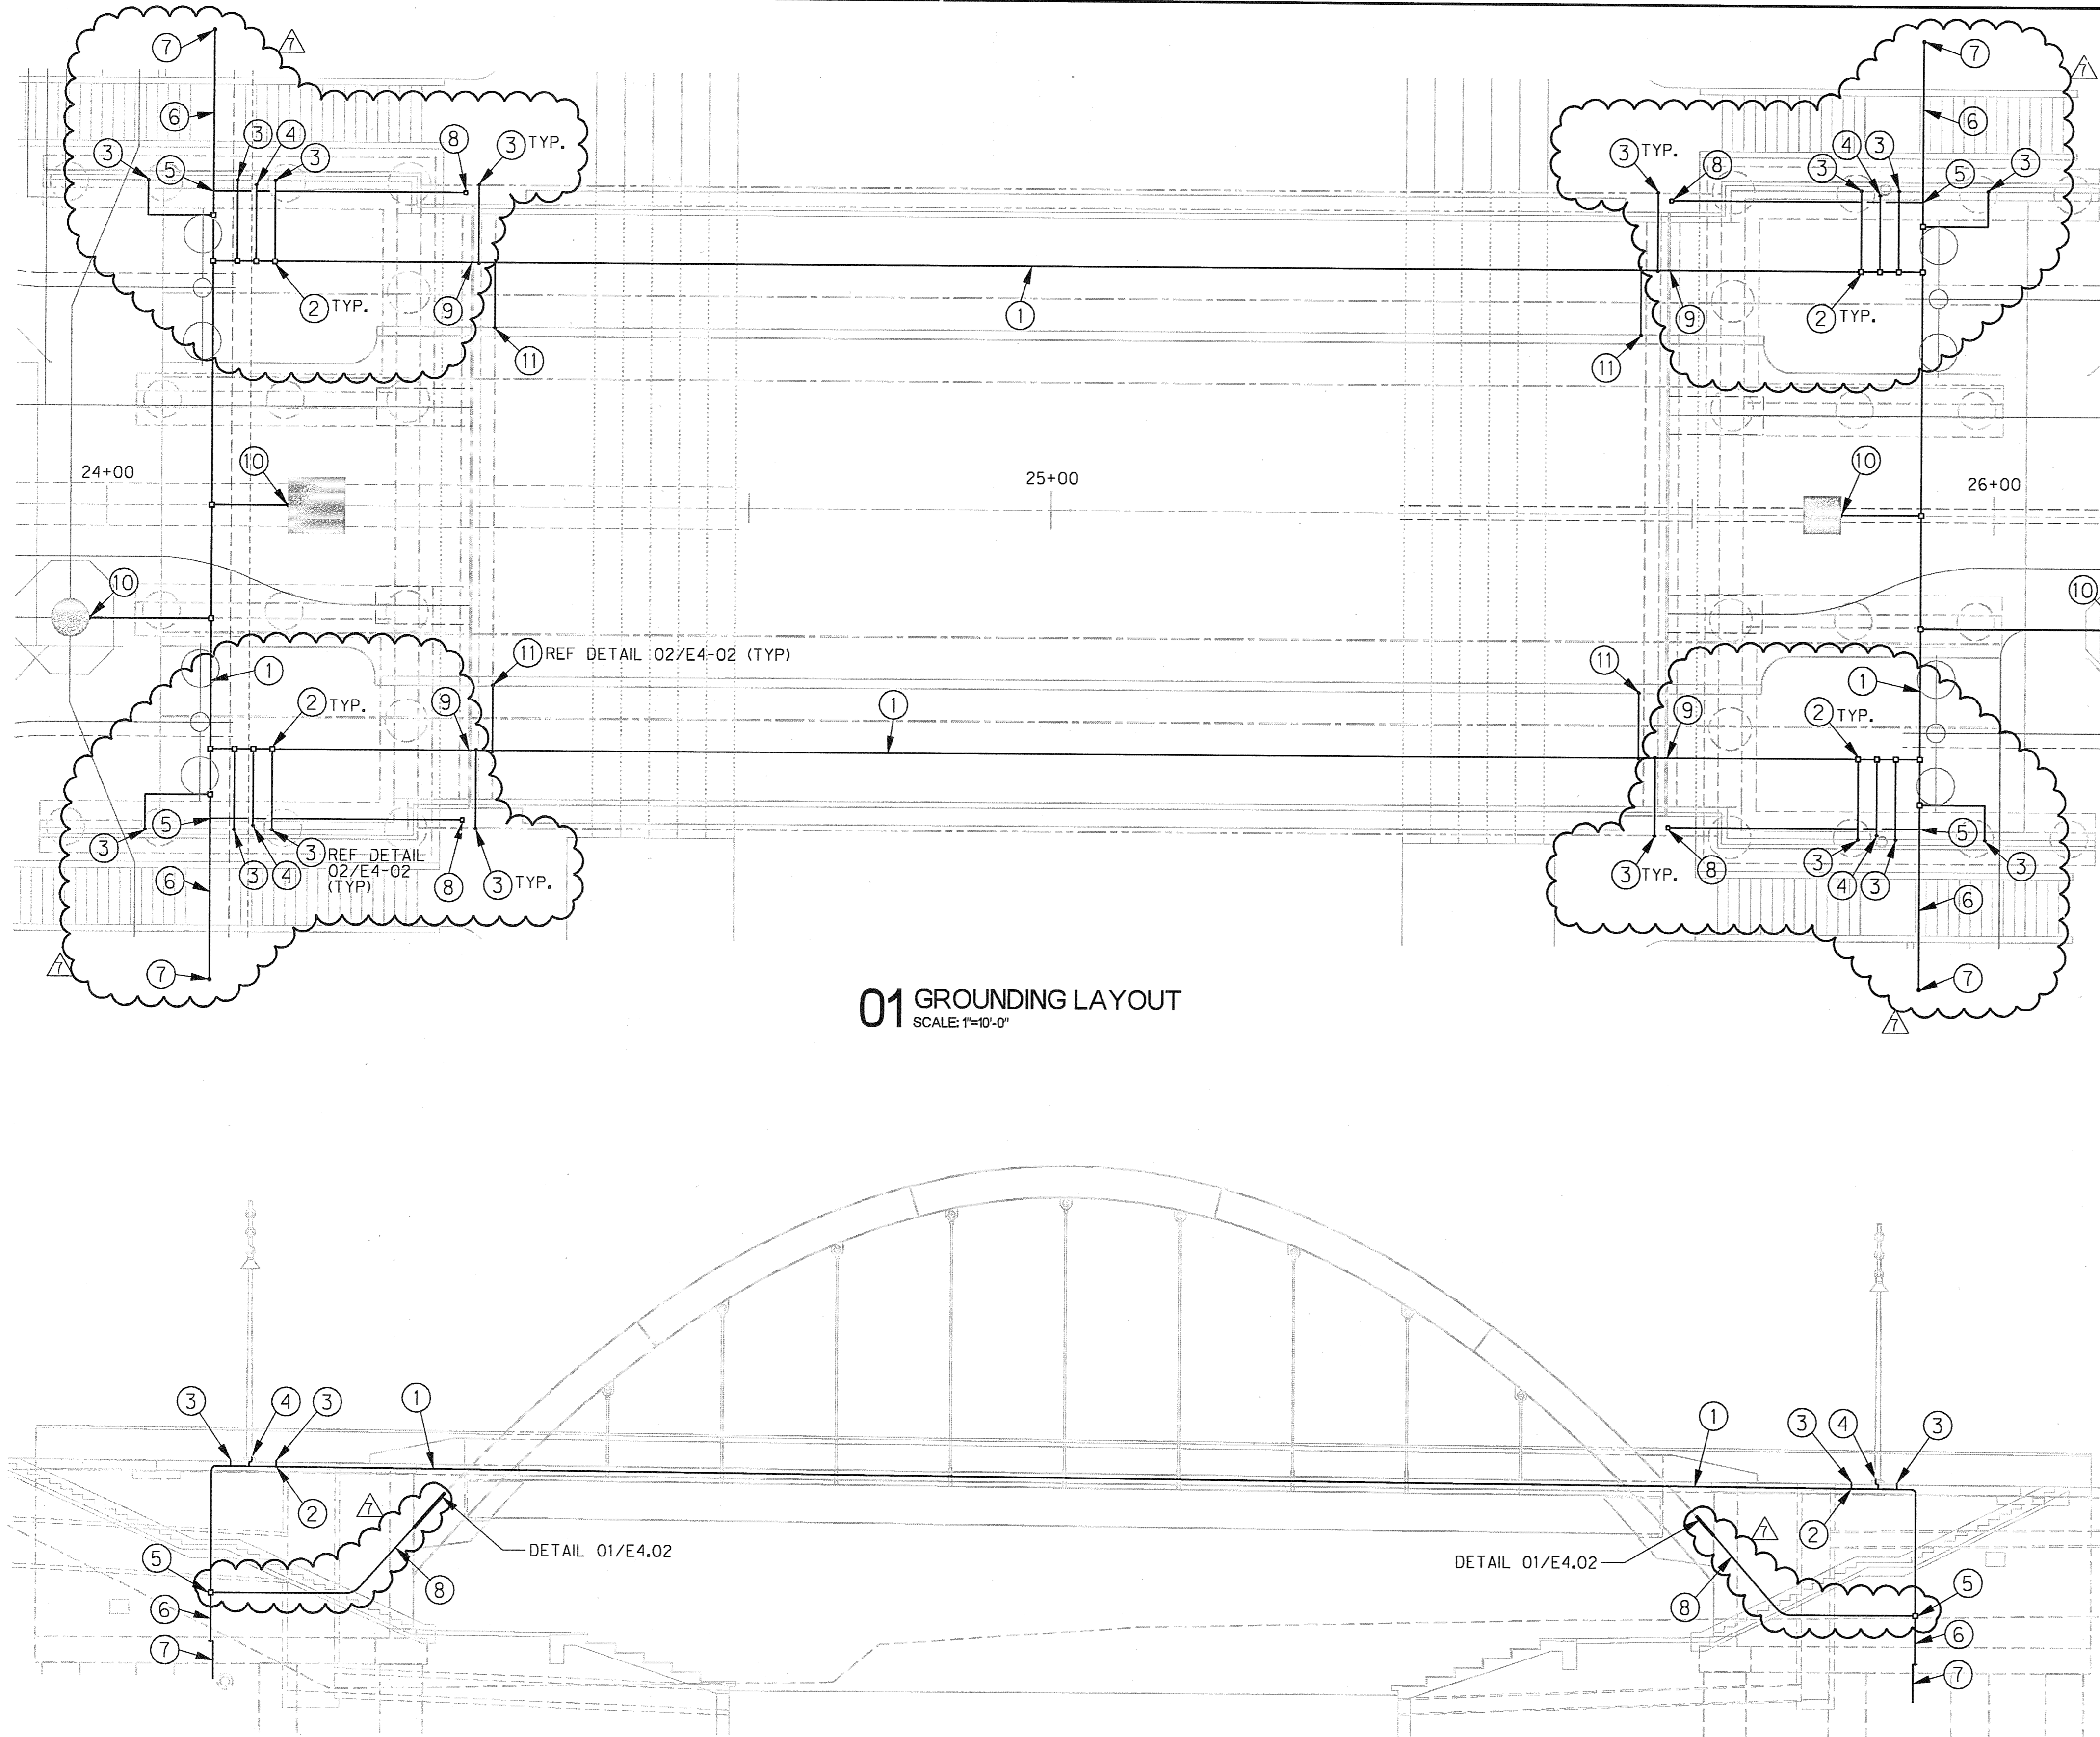 7 7 7 7
6 6
3 4 8 3 TYP. 3 TYP. 8 4 3
3 5 3 3 5 3
2 TYP. 9 1 9 2 TYP.
11 11
24+00 10 25+00 10 26+00
10 10
1 11 REF DETAIL 02/E4-02 (TYP) 11 1
2 TYP. 9 1 9 2 TYP.
5 5
3 3 REF DETAIL 3 3
02/E4-02
(TYP)
6 3 4 8 3 TYP. 3 TYP. 8 4 3 6
7 7 7 7
01 GROUNDING LAYOUT
SCALE: 1"=10'-0"
3 4 3 1 1 3 4 3
2 7 7 2
DETAIL 01/E4.02 DETAIL 01/E4.02
5 8 8 5
6 6
7 7